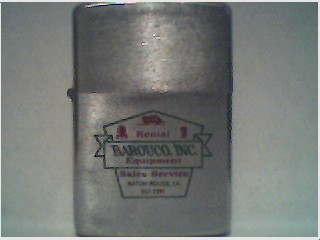 Rental
BAROUCO, INC.
Equipment
Sales Service
BATON ROUGE, LA.